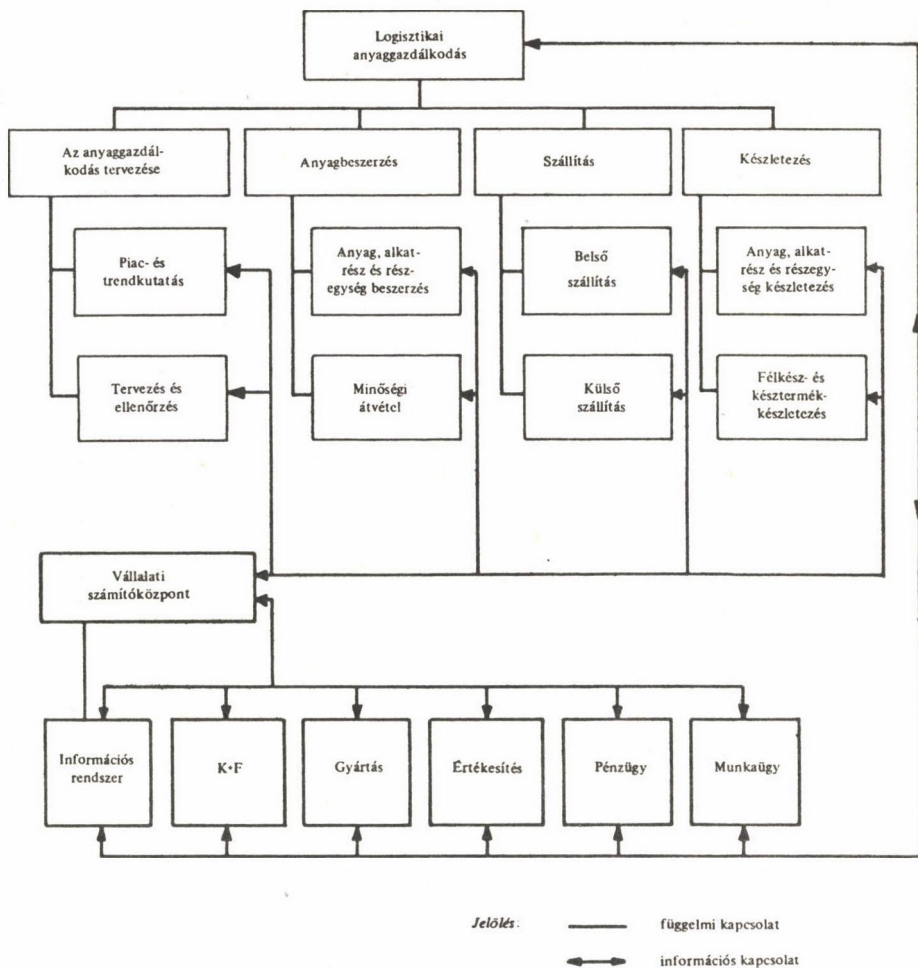 Logisztikai
anyaggazdálkodás
Az anyaggazdál-
kodás tervezése
Anyagbeszerzés
Szállítás
Készletezés
Piac- és
trendkutatás
Anyag, alkat-
rész és rész-
egység beszerzés
Belső
szállítás
Anyag, alkat-
rész és részegy-
ség készletezés
Tervezés és
ellenőrzés
Minőségi
átvétel
Külső
szállítás
Félkész- és
késztermék-
készletezés
Vállalati
számítóközpont
Információs
rendszer
K+F
Gyártás
Értékesítés
Pénzügy
Munkaügy
Jelölés:
függelmi kapcsolat
információs kapcsolat